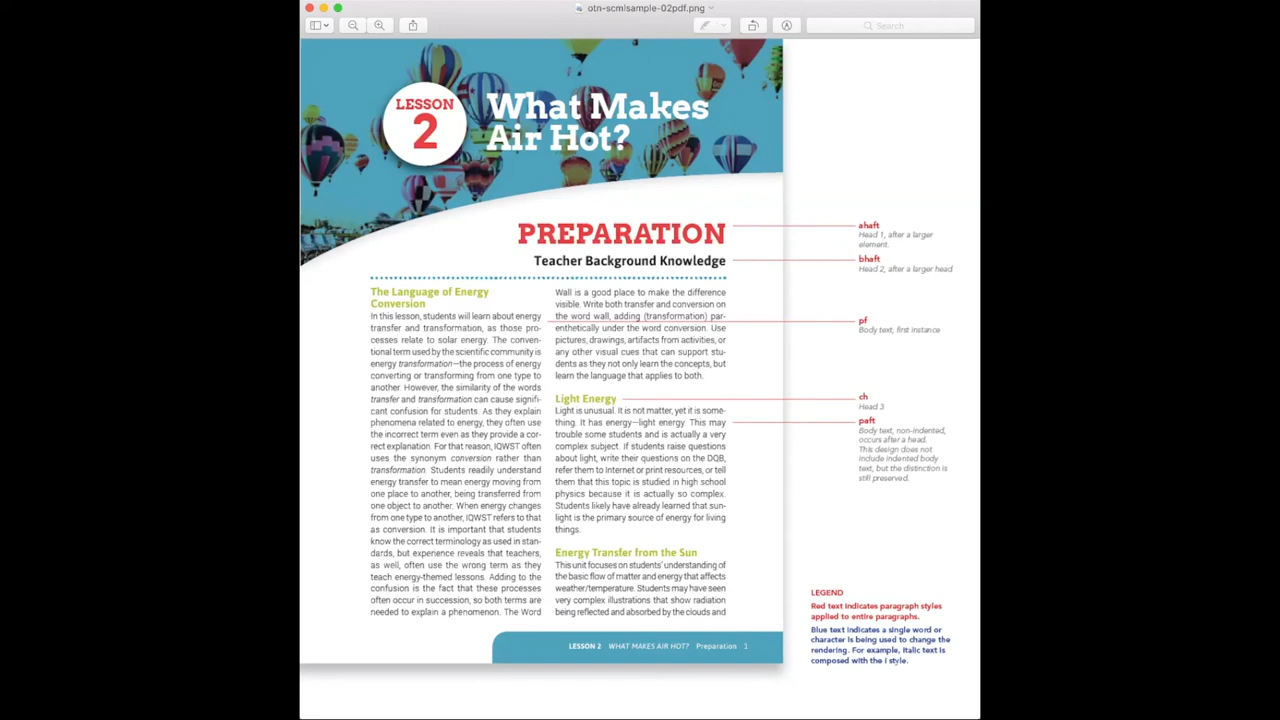 otn-scmlsample-02pdf.png
Search
LESSON
2
What Makes
Air Hot?
PREPARATION
Teacher Background Knowledge
The Language of Energy
Conversion
In this lesson, students will learn about energy
transfer and transformation, as those pro-
cesses relate to solar energy. The conven-
tional term used by the scientific community is
energy transformation—the process of energy
converting or transforming from one type to
another. However, the similarity of the words
transfer and transformation can cause signifi-
cant confusion for students. As they explain
phenomena related to energy, they often use
the incorrect term even as they provide a cor-
rect explanation. For that reason, IQWST often
uses the synonym conversion rather than
transformation. Students readily understand
energy transfer to mean energy moving from
one place to another, being transferred from
one object to another. When energy changes
from one type to another, IQWST refers to that
as conversion. It is important that students
know the correct terminology as used in stan-
dards, but experience reveals that teachers,
as well, often use the wrong term as they
teach energy-themed lessons. Adding to the
confusion is the fact that these processes
often occur in succession, so both terms are
needed to explain a phenomenon. The Word
Wall is a good place to make the difference
visible. Write both transfer and conversion on
the word wall, adding (transformation) par-
enthetically under the word conversion. Use
pictures, drawings, artifacts from activities, or
any other visual cues that can support stu-
dents as they not only learn the concepts, but
learn the language that applies to both.
Light Energy
Light is unusual. It is not matter, yet it is some-
thing. It has energy—light energy. This may
trouble some students and is actually a very
complex subject. If students raise questions
about light, write their questions on the DQB,
refer them to Internet or print resources, or tell
them that this topic is studied in high school
physics because it is actually so complex.
Students likely have already learned that sun-
light is the primary source of energy for living
things.
Energy Transfer from the Sun
This unit focuses on students' understanding of
the basic flow of matter and energy that affects
weather/temperature. Students may have seen
very complex illustrations that show radiation
being reflected and absorbed by the clouds and
LESSON 2 WHAT MAKES AIR HOT? Preparation 1
ahaft
Head 1, after a larger
element.
bhaft
Head 2, after a larger head
pf
Body text, first instance
ch
Head 3
paft
Body text, non-indented,
occurs after a head.
This design does not
include indented body
text, but the distinction is
still preserved.
LEGEND
Red text indicates paragraph styles
applied to entire paragraphs.
Blue text indicates a single word or
character is being used to change the
rendering. For example, italic text is
composed with the i style.